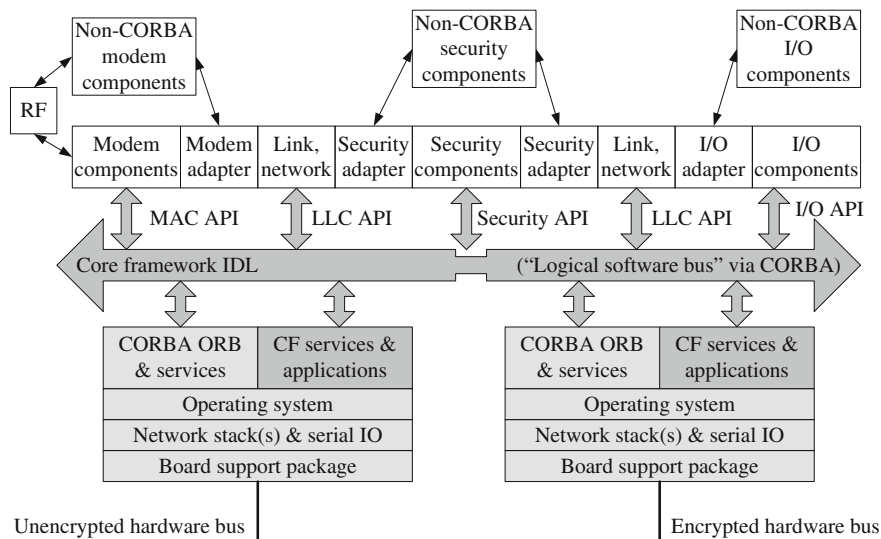 Non-CORBA
modem
components
Non-CORBA
security
components
Non-CORBA
I/O
components
RF
Modem
components
Modem
adapter
Link,
network
Security
adapter
Security
components
Security
adapter
Link,
network
I/O
adapter
I/O
components
MAC API
LLC API
Security API
LLC API
I/O API
Core framework IDL
(“Logical software bus” via CORBA)
CORBA ORB
& services
CF services &
applications
Operating system
Network stack(s) & serial IO
Board support package
CORBA ORB
& services
CF services &
applications
Operating system
Network stack(s) & serial IO
Board support package
Unencrypted hardware bus
Encrypted hardware bus